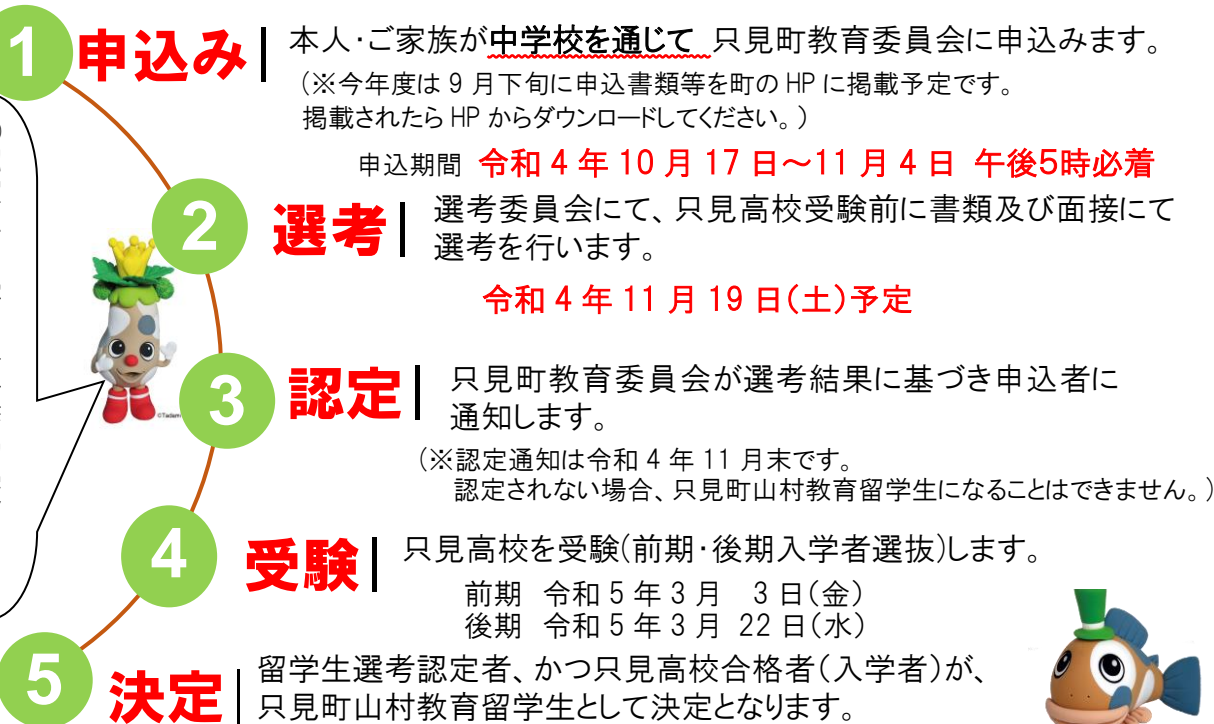 1 申込み 本人・ご家族が中学校を通じて 只見町教育委員会に申込みます。
(※今年度は 9 月下旬に申込書類等を町の HP に掲載予定です。
掲載されたら HP からダウンロードしてください。)
申込期間 令和 4 年 10 月 17 日～11 月 4 日 午後5時必着
2 選考 選考委員会にて、只見高校受験前に書類及び面接にて
選考を行います。
令和 4 年 11 月 19 日(土)予定
3 認定 只見町教育委員会が選考結果に基づき申込者に
通知します。
(※認定通知は令和 4 年 11 月末です。
認定されない場合、只見町山村教育留学生になることはできません。)
4 受験 只見高校を受験(前期・後期入学者選抜)します。
前期 令和 5 年 3 月 3 日(金)
後期 令和 5 年 3 月 22 日(水)
5 決定 留学生選考認定者、かつ只見高校合格者(入学者)が、
只見町山村教育留学生として決定となります。